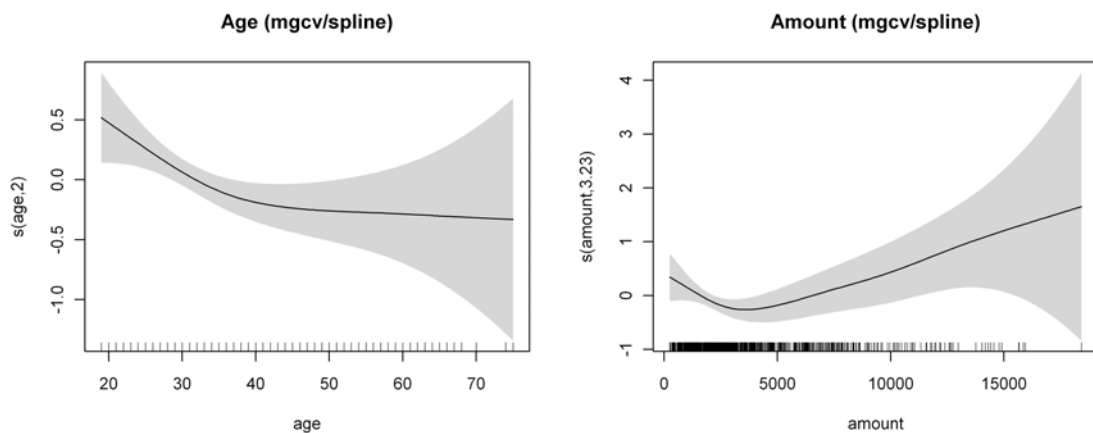 Age (mgcv/spline)
s(age,2)
0.5
0.0
-0.5
-1.0
20 30 40 50 60 70
age
Amount (mgcv/spline)
s(amount,3.23)
4
3
2
1
0
-1
0 5000 10000 15000
amount